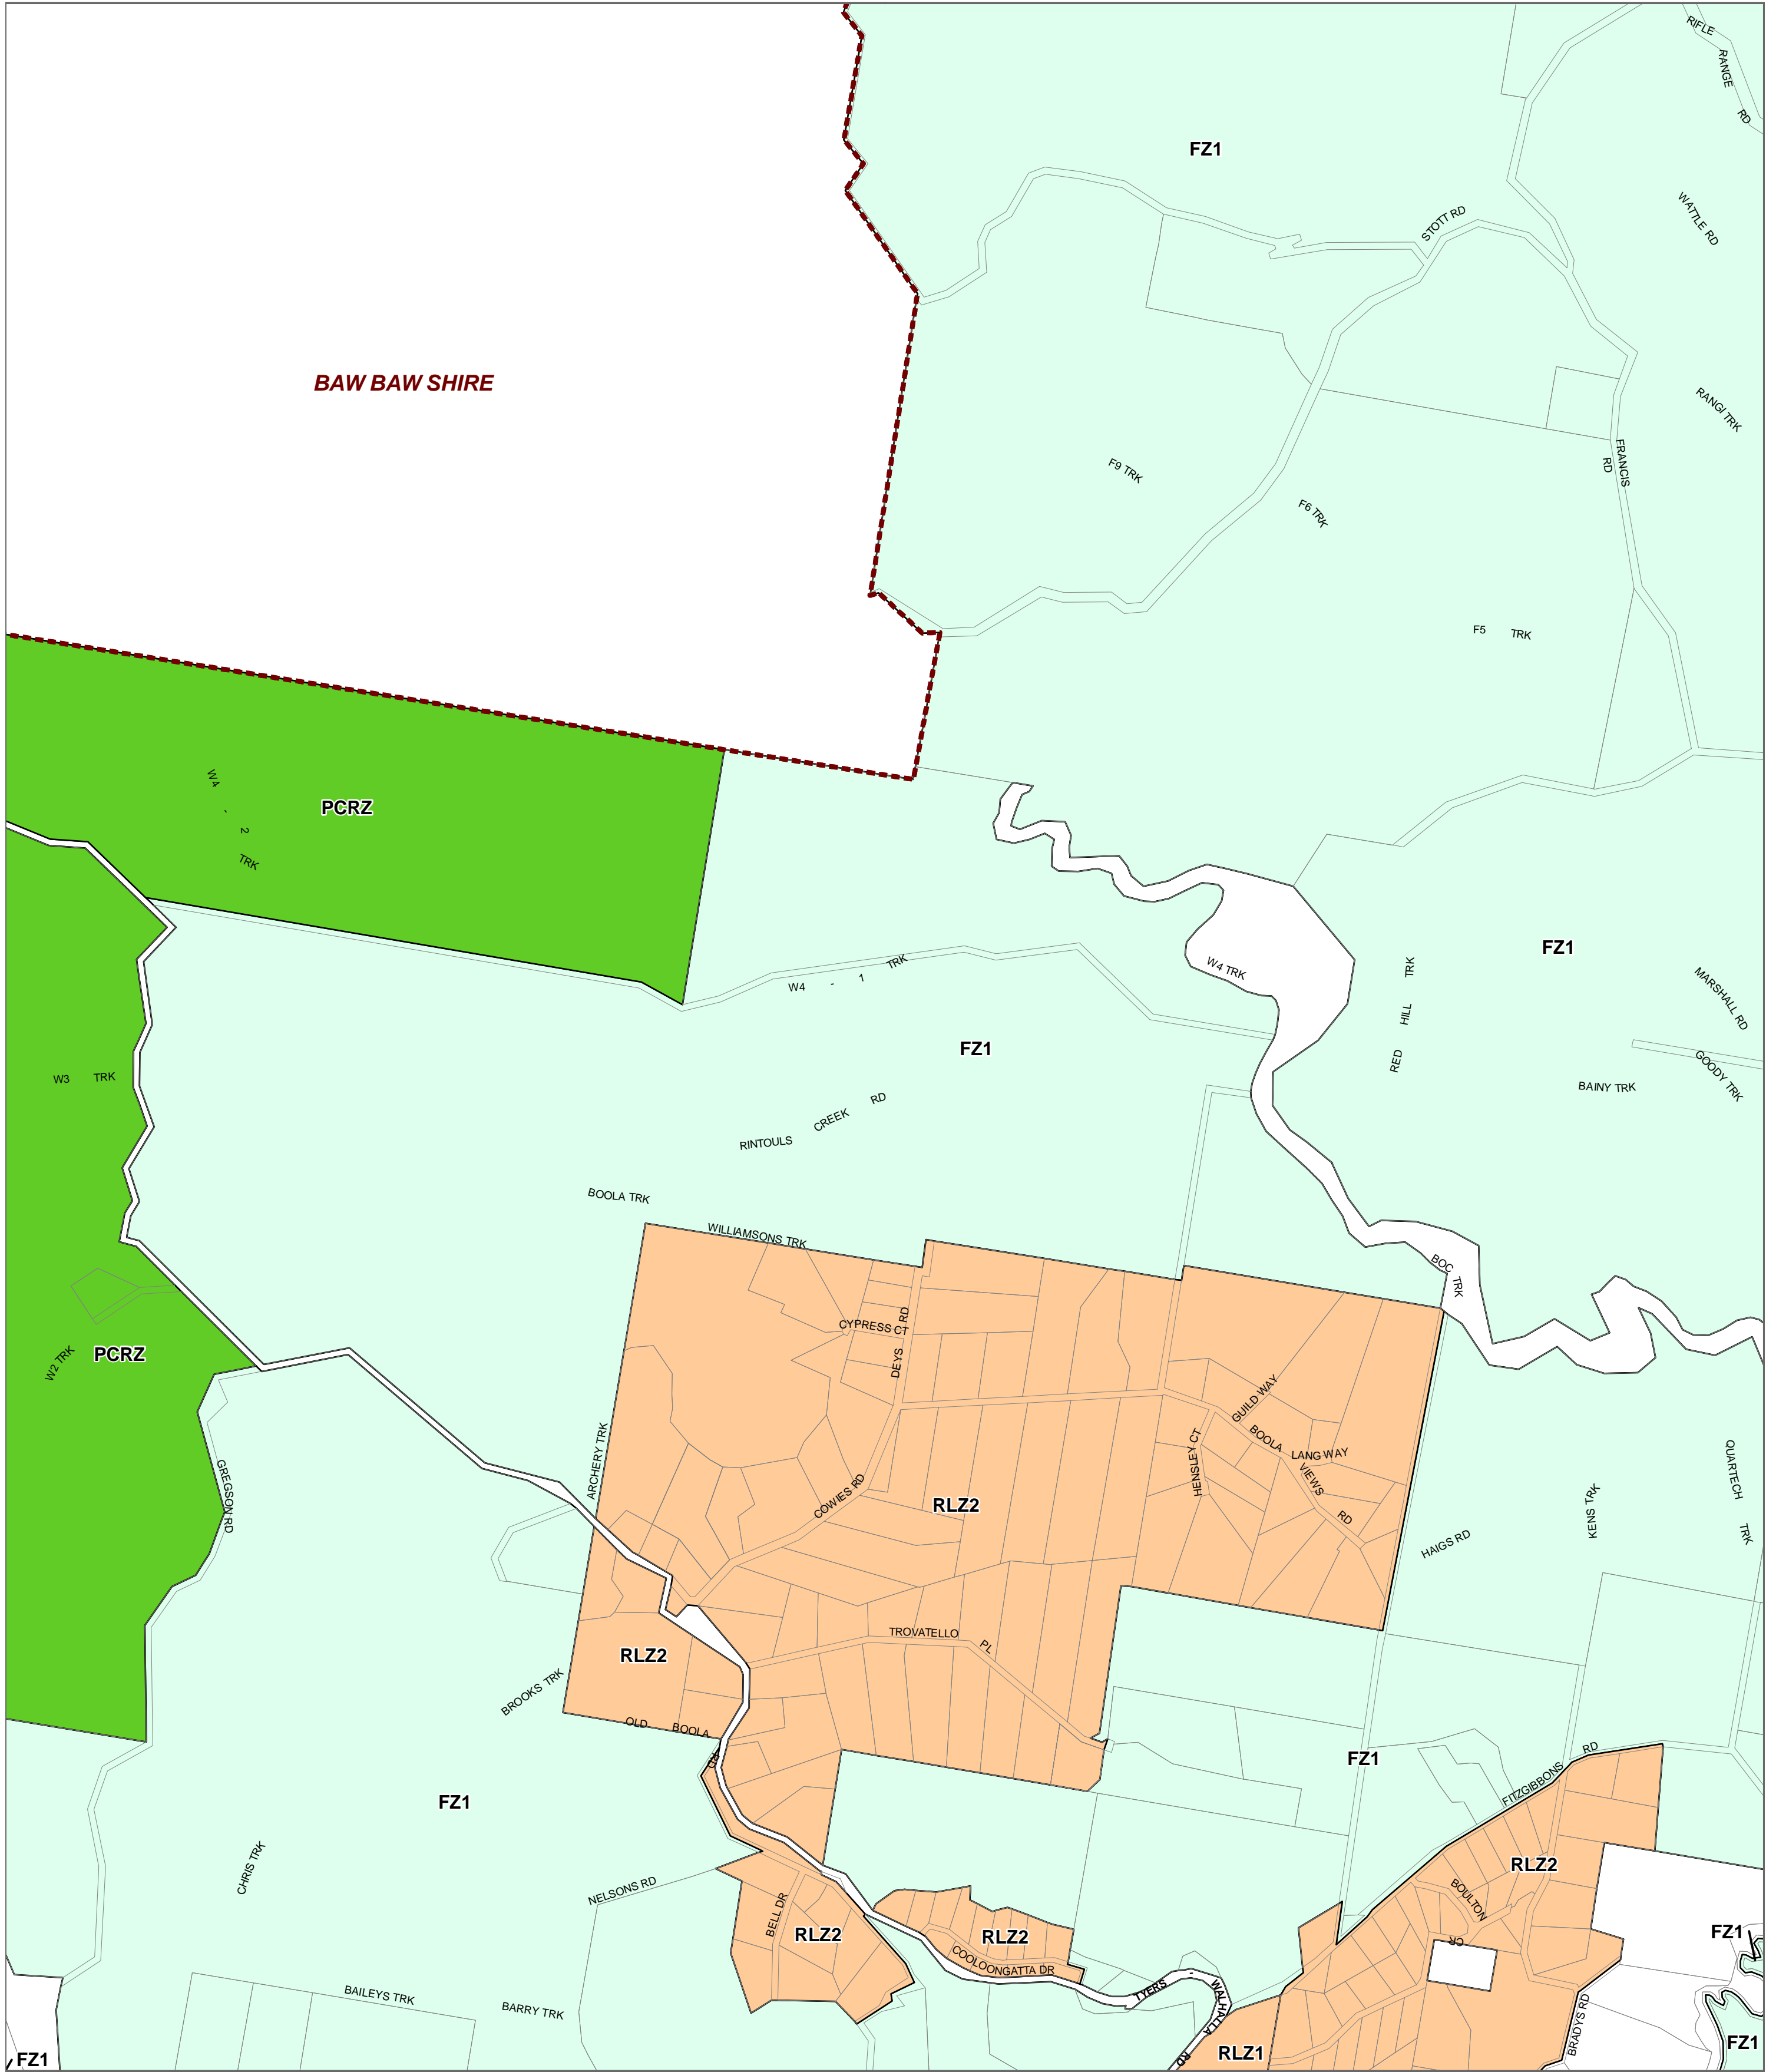 RIFLE
RANGE
RD
FZ1
WATTLE RD
STOTT RD
BAW BAW SHIRE
RANGI TRK
FRANCIS
RD
F9 TRK
F6 TRK
F5 TRK
W4 - 2 TRK
PCRZ
FZ1
W4 TRK
W4 - 1 TRK
RED HILL TRK
MARSHALL RD
FZ1
GOODY TRK
BAINY TRK
W3 TRK
RINTOULS CREEK RD
BOOLA TRK
WILLIAMSONS TRK
BOC TRK
CYPRESS CT
DEYS RD
PCRZ
W2 TRK
GUILD WAY
BOOLA
VIEWS
RD
LANG WAY
HENSLEY CT
ARCHERY TRK
GREGSON RD
COWIES RD
RLZ2
QUARTECH TRK
KENS TRK
HAIGS RD
TROVATELLO PL
RLZ2
BROOKS TRK
OLD BOOLA
RD
FZ1
FITZGIBBONS RD
FZ1
CHRIS TRK
RLZ2
NELSONS RD
BELL DR
BOULTON
CR
RLZ2
RLZ2
COOLOONGATTA DR
FZ1
TYERS - WALHALLA RD
BAILEYS TRK
BARRY TRK
BRADYS RD
FZ1
RLZ1
FZ1